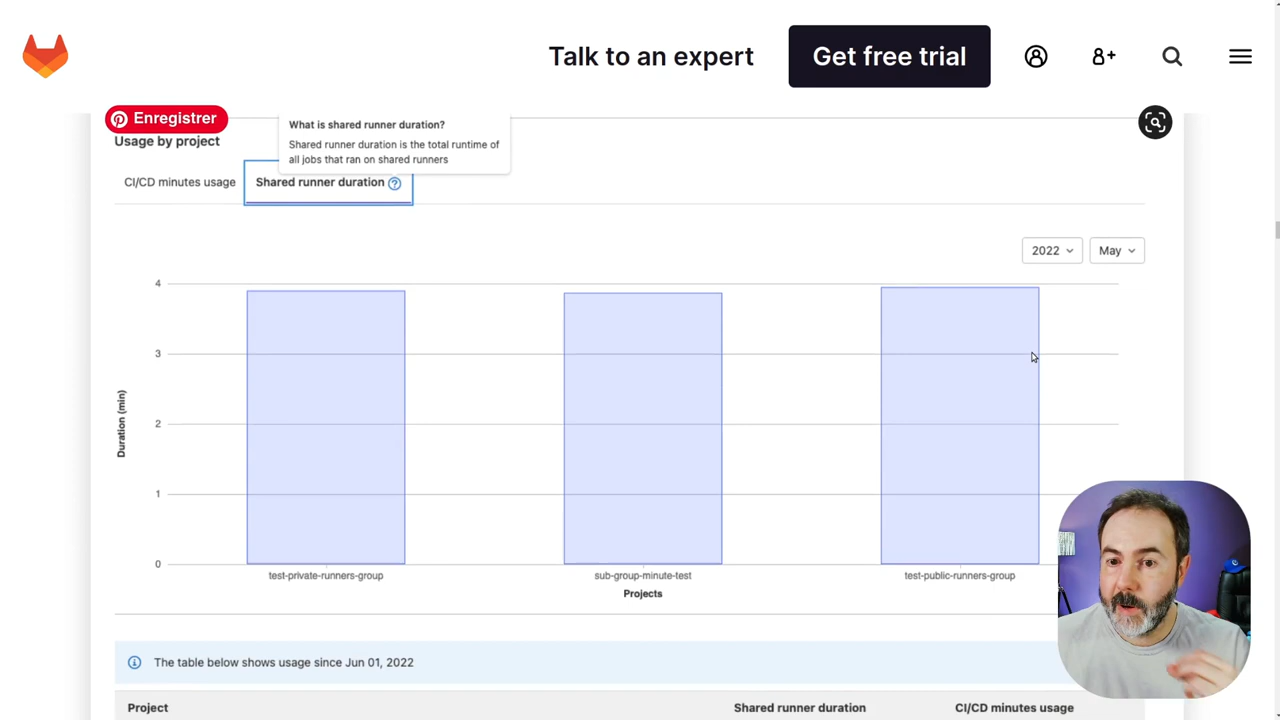 Talk to an expert
Get free trial
Enregistrer
What is shared runner duration?
Usage by project
Shared runner duration is the total runtime of
all jobs that ran on shared runners
CI/CD minutes usage
Shared runner duration
2022
May
4
3
2
1
0
Duration (min)
test-private-runners-group
sub-group-minute-test
test-public-runners-group
Projects
The table below shows usage since Jun 01, 2022
Project
Shared runner duration
CI/CD minutes usage